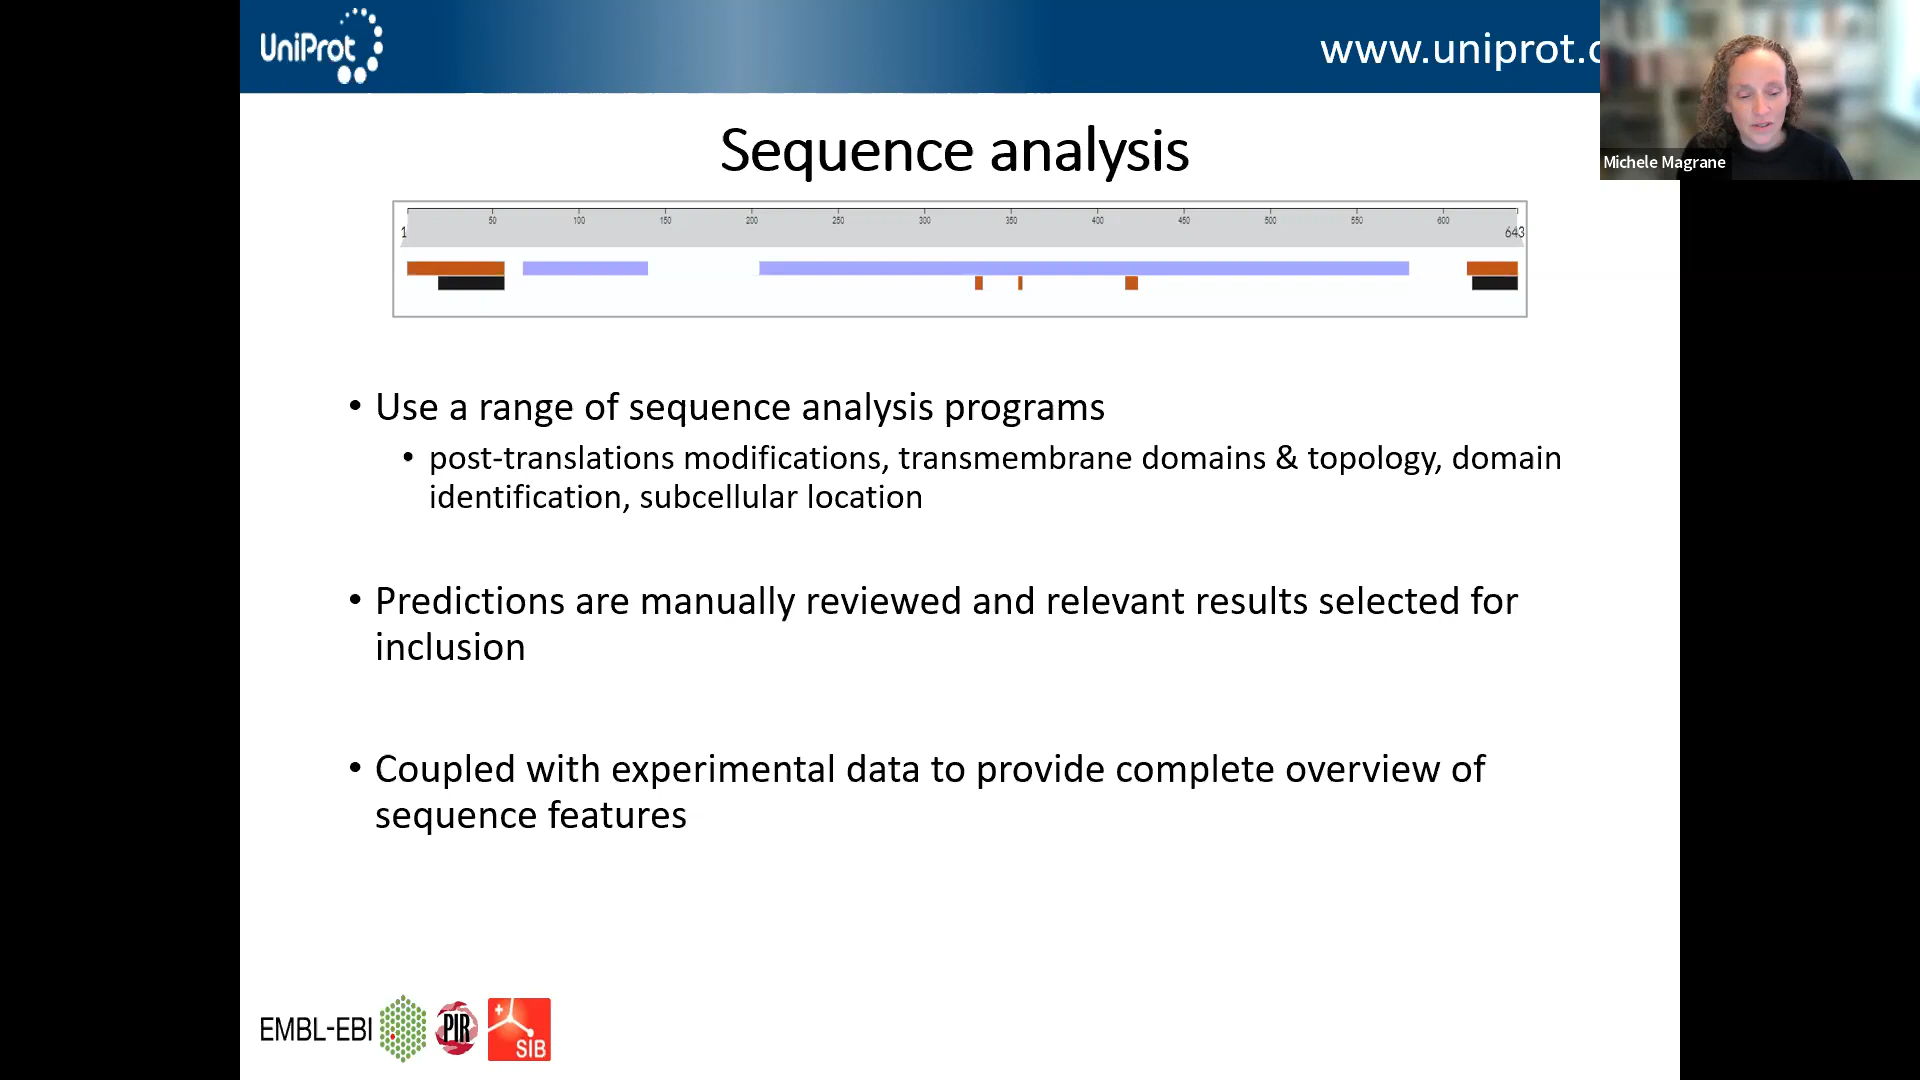 UniProt
www.uniprot.
Michele Magrane
Sequence analysis
50 100 150 200 250 300 350 400 450 500 550 600
1 643
• Use a range of sequence analysis programs
• post-translations modifications, transmembrane domains & topology, domain
identification, subcellular location
• Predictions are manually reviewed and relevant results selected for
inclusion
• Coupled with experimental data to provide complete overview of
sequence features
EMBL-EBI PIR SIB